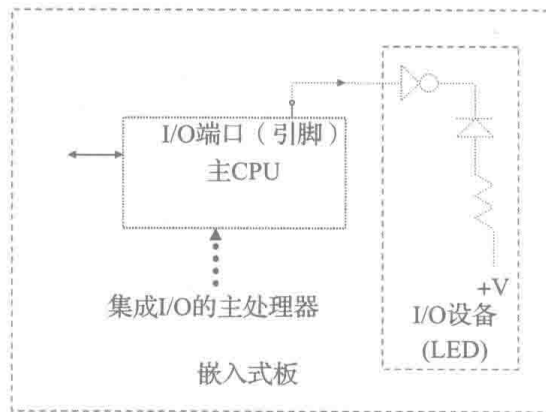 I/O端口（引脚）
主CPU
集成I/O的主处理器
+V
I/O设备
(LED)
嵌入式板